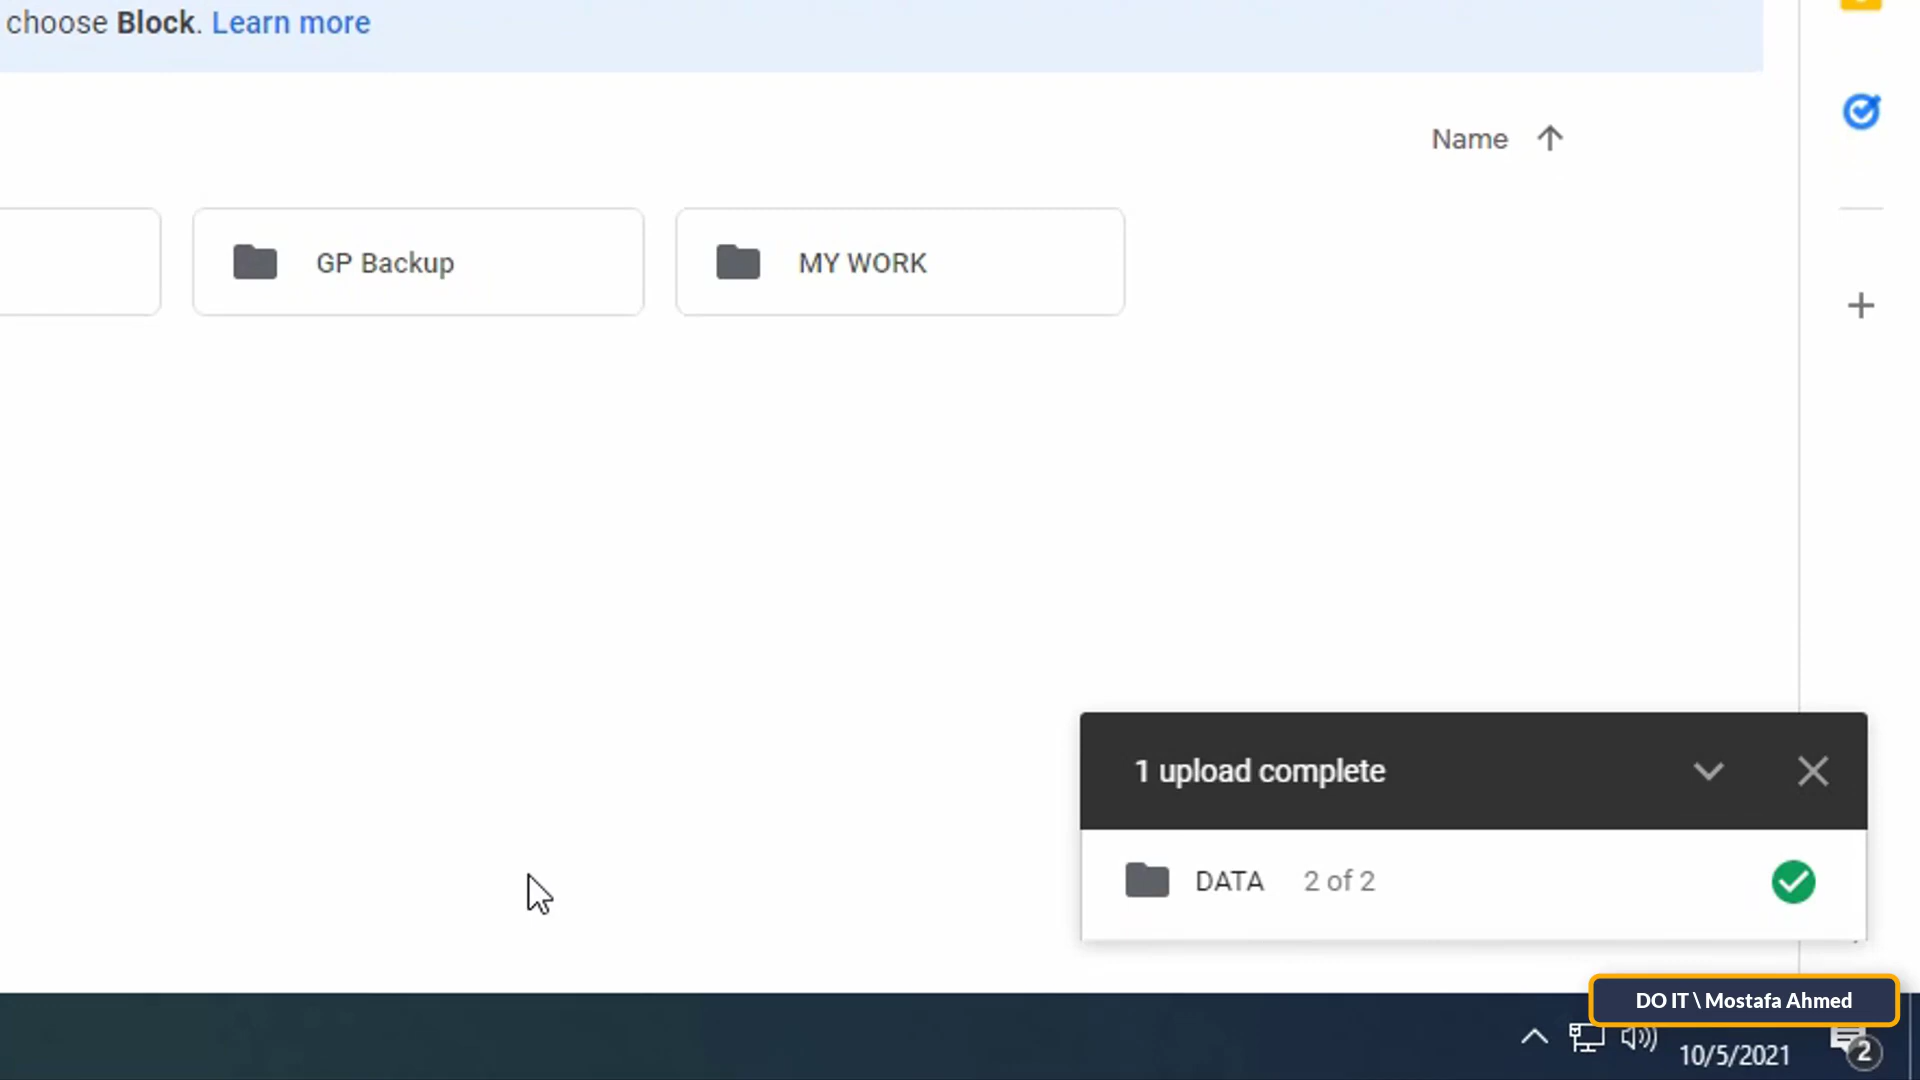 choose Block. Learn more
Name
GP Backup
MY WORK
1 upload complete
DATA 2 of 2
DO IT \ Mostafa Ahmed
10/5/2021
2